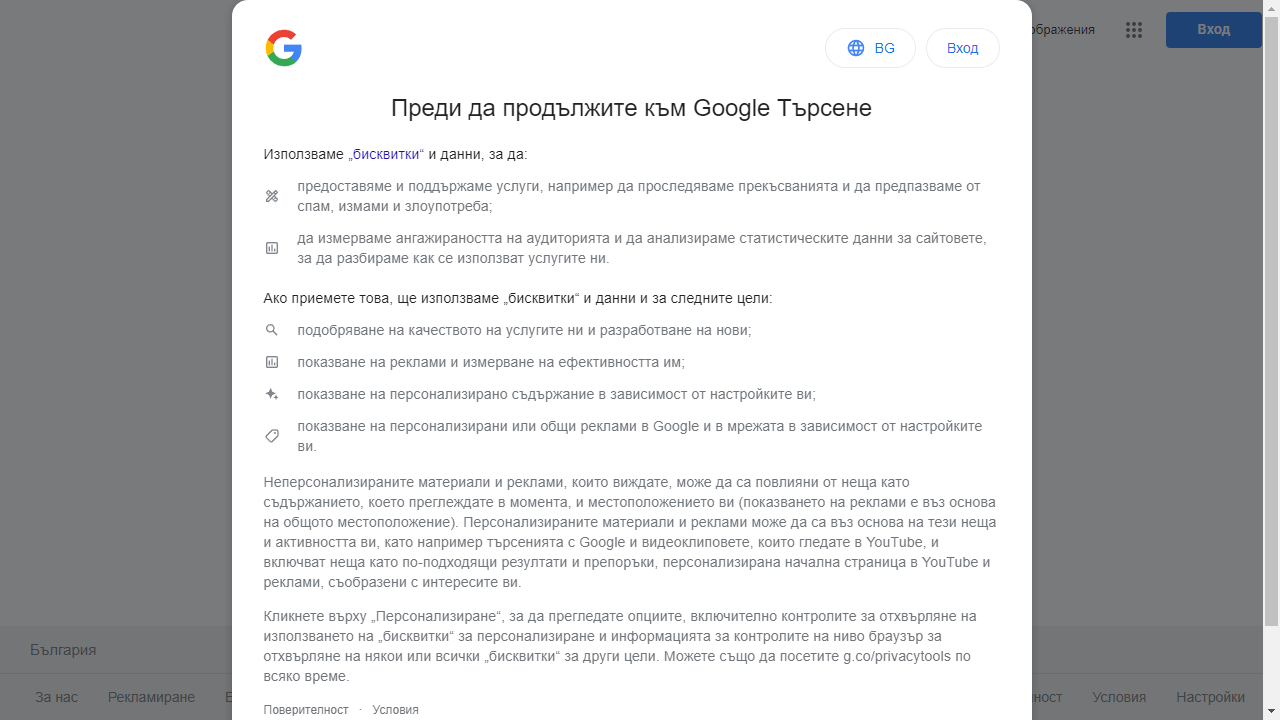 BG
Вход
Вход
Преди да продължите към Google Търсене
Използваме „бисквитки“ и данни, за да:
предоставяме и поддържаме услуги, например да проследяваме прекъсванията и да предпазваме от
спам, измами и злоупотреба;
да измерваме ангажираността на аудиторията и да анализираме статистическите данни за сайтовете,
за да разбираме как се използват услугите ни.
Ако приемете това, ще използваме „бисквитки“ и данни и за следните цели:
подобряване на качеството на услугите ни и разработване на нови;
показване на реклами и измерване на ефективността им;
показване на персонализирано съдържание в зависимост от настройките ви;
показване на персонализирани или общи реклами в Google и в мрежата в зависимост от настройките
ви.
Неперсонализираните материали и реклами, които виждате, може да са повлияни от неща като
съдържанието, което преглеждате в момента, и местоположението ви (показването на реклами е въз основа
на общото местоположение). Персонализираните материали и реклами може да са въз основа на тези неща
и активността ви, като например търсенията с Google и видеоклиповете, които гледате в YouTube, и
включват неща като по-подходящи резултати и препоръки, персонализирана начална страница в YouTube и
реклами, съобразени с интересите ви.
Кликнете върху „Персонализиране“, за да прегледате опциите, включително контролите за отхвърляне на
използването на „бисквитки“ за персонализиране и информацията за контролите на ниво браузър за
отхвърляне на някои или всички „бисквитки“ за други цели. Можете също да посетите g.co/privacytools по
всяко време.
България
За нас Рекламиране
Поверителност · Условия
Условия Настройки